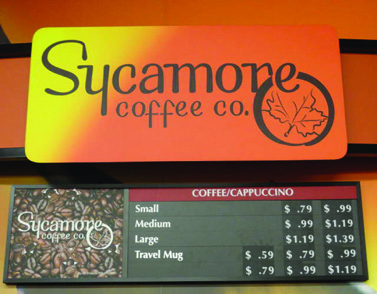 Sycamore
coffee co.
COFFEE/CAPPUCCINO
Sycamore
coffee co.
Small $ .79 $ .99
Medium $ .99 $1.19
Large $1.19 $1.39
Travel Mug $ .59 $ .79 $ .99
$ .79 $ .99 $1.19